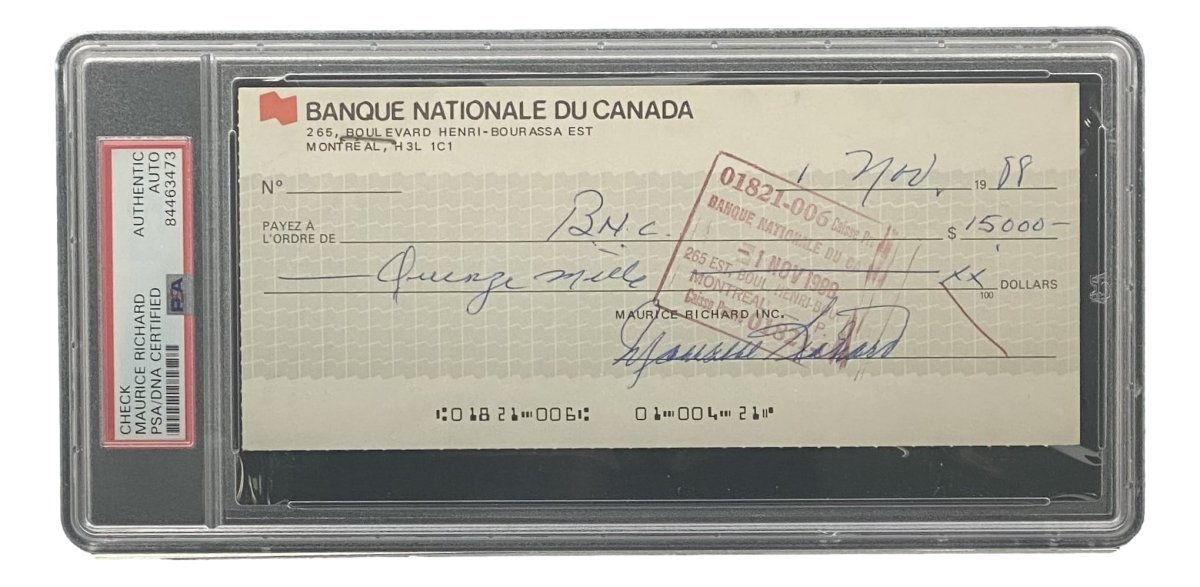 CHECK
MAURICE RICHARD
PSA/DNA CERTIFIED
AUTHENTIC
AUTO
84463473
PSA
BANQUE NATIONALE DU CANADA
265, BOULEVARD HENRI-BOURASSA EST
MONTRÉAL, H3L 1C1
1 Nov. 19 88
Nº
PAYEZ À
L'ORDRE DE B.N.C. $ 15000-
Quinze mille xx/100 DOLLARS
01821-006 Caisse
BANQUE NATIONALE DU
1 NOV 1988
265 EST, BOUL. HENRI-B
MONTRÉAL P.
Caisse
MAURICE RICHARD INC.
Maurice Richard
⑆01821⑉006⑆ 01⑉004⑉21⑈